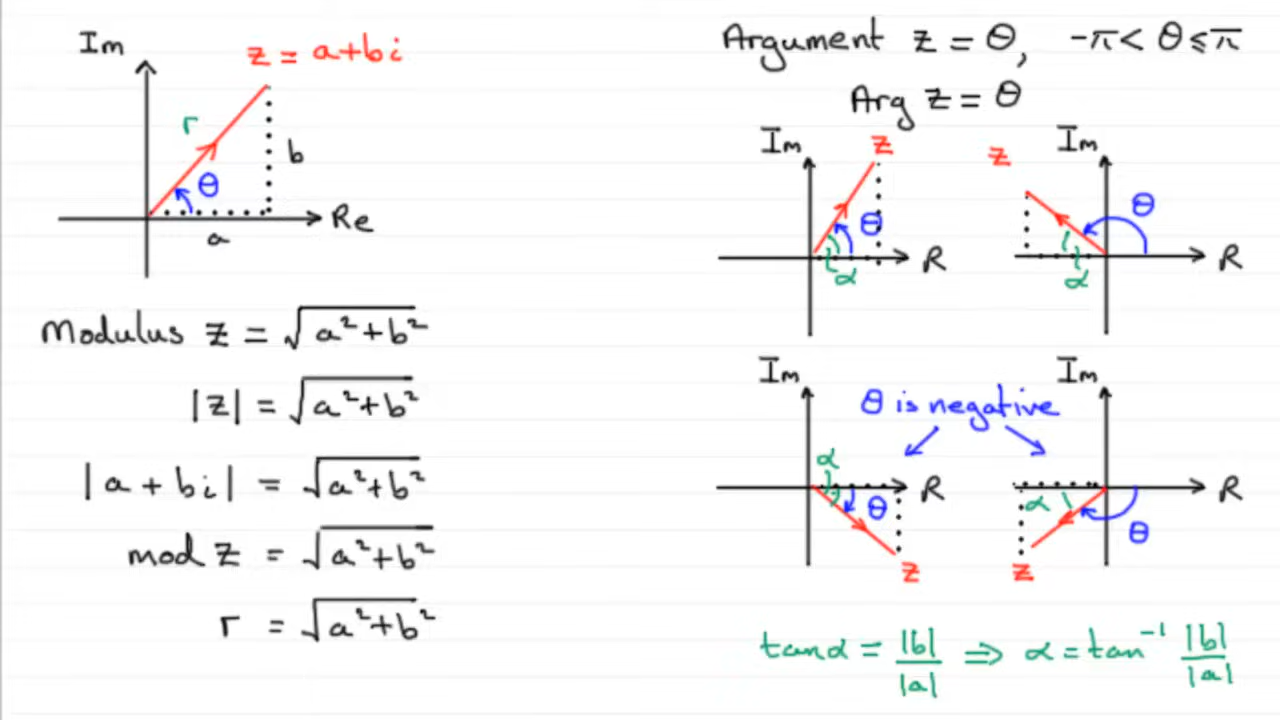 Im
z = a+bi
r
b
θ
Re
a
Modulus z = √a²+b²
|z| = √a²+b²
|a + bi| = √a²+b²
mod z = √a²+b²
r = √a²+b²
Argument z = θ, -π < θ ≤ π
Arg z = θ
Im
z
θ
α
R
z
Im
θ
α
R
Im
Im
θ is negative
α
R
θ
z
R
α
θ
z
tanα = |b|/|a| ⇒ α = tan⁻¹ |b|/|a|